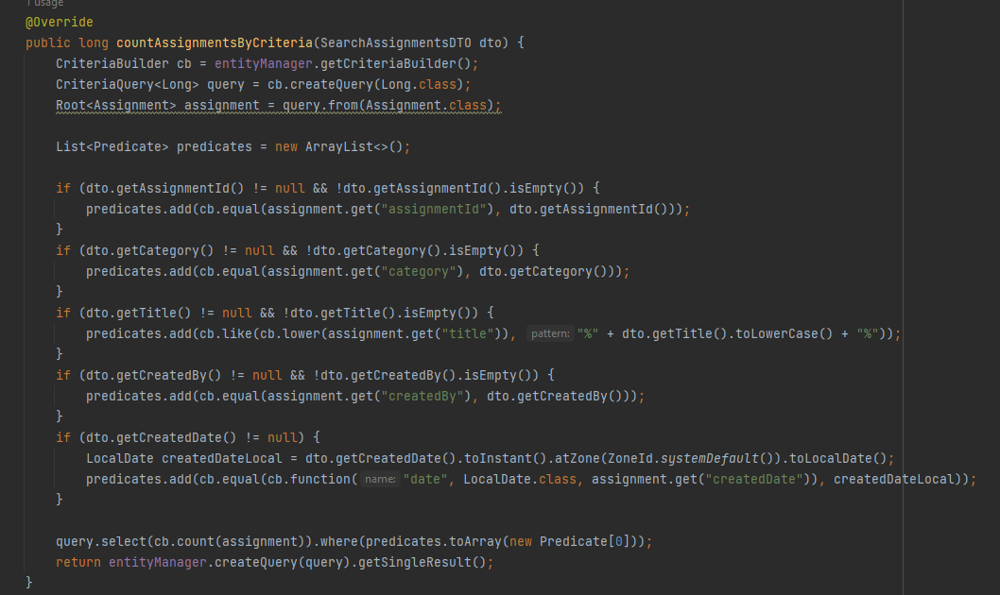 1 usage
@Override
public long countAssignmentsByCriteria(SearchAssignmentsDTO dto) {
    CriteriaBuilder cb = entityManager.getCriteriaBuilder();
    CriteriaQuery<Long> query = cb.createQuery(Long.class);
    Root<Assignment> assignment = query.from(Assignment.class);

    List<Predicate> predicates = new ArrayList<>();

    if (dto.getAssignmentId() != null && !dto.getAssignmentId().isEmpty()) {
        predicates.add(cb.equal(assignment.get("assignmentId"), dto.getAssignmentId()));
    }
    if (dto.getCategory() != null && !dto.getCategory().isEmpty()) {
        predicates.add(cb.equal(assignment.get("category"), dto.getCategory()));
    }
    if (dto.getTitle() != null && !dto.getTitle().isEmpty()) {
        predicates.add(cb.like(cb.lower(assignment.get("title")), pattern: "%" + dto.getTitle().toLowerCase() + "%"));
    }
    if (dto.getCreatedBy() != null && !dto.getCreatedBy().isEmpty()) {
        predicates.add(cb.equal(assignment.get("createdBy"), dto.getCreatedBy()));
    }
    if (dto.getCreatedDate() != null) {
        LocalDate createdDateLocal = dto.getCreatedDate().toInstant().atZone(ZoneId.systemDefault()).toLocalDate();
        predicates.add(cb.equal(cb.function( name: "date", LocalDate.class, assignment.get("createdDate")), createdDateLocal));
    }

    query.select(cb.count(assignment)).where(predicates.toArray(new Predicate[0]));
    return entityManager.createQuery(query).getSingleResult();
}